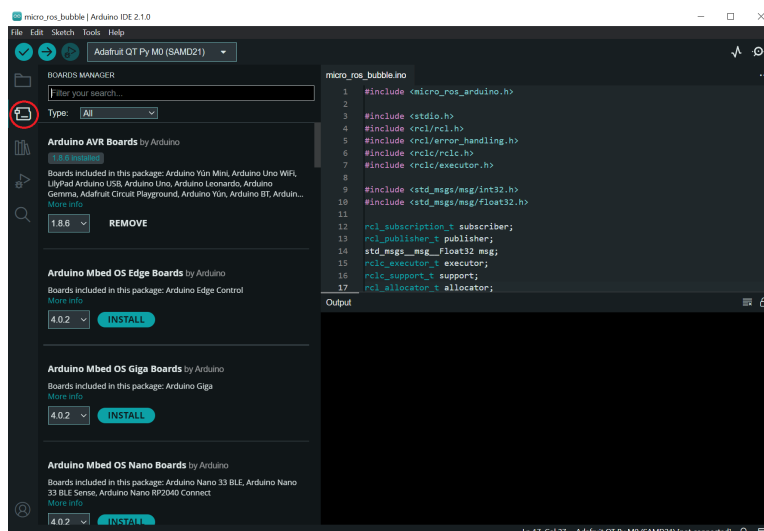 micro_ros_bubble | Arduino IDE 2.1.0
File Edit Sketch Tools Help
Adafruit QT Py M0 (SAMD21)
BOARDS MANAGER
Filter your search...
Type: All
Arduino AVR Boards by Arduino
1.8.6 installed
Boards included in this package: Arduino Yún Mini, Arduino Uno WiFi,
LilyPad Arduino USB, Arduino Uno, Arduino Leonardo, Arduino
Gemma, Adafruit Circuit Playground, Arduino Yún, Arduino BT, Arduin...
More info
1.8.6 REMOVE
Arduino Mbed OS Edge Boards by Arduino
Boards included in this package: Arduino Edge Control
More info
4.0.2 INSTALL
Arduino Mbed OS Giga Boards by Arduino
Boards included in this package: Arduino Giga
More info
4.0.2 INSTALL
Arduino Mbed OS Nano Boards by Arduino
Boards included in this package: Arduino Nano 33 BLE, Arduino Nano
33 BLE Sense, Arduino Nano RP2040 Connect
More info
4.0.2 INSTALL
micro_ros_bubble.ino
1 #include <micro_ros_arduino.h>
2
3 #include <stdio.h>
4 #include <rcl/rcl.h>
5 #include <rcl/error_handling.h>
6 #include <rclc/rclc.h>
7 #include <rclc/executor.h>
8
9 #include <std_msgs/msg/int32.h>
10 #include <std_msgs/msg/float32.h>
11
12 rcl_subscription_t subscriber;
13 rcl_publisher_t publisher;
14 std_msgs__msg__Float32 msg;
15 rclc_executor_t executor;
16 rclc_support_t support;
17 rcl_allocator_t allocator;
Output